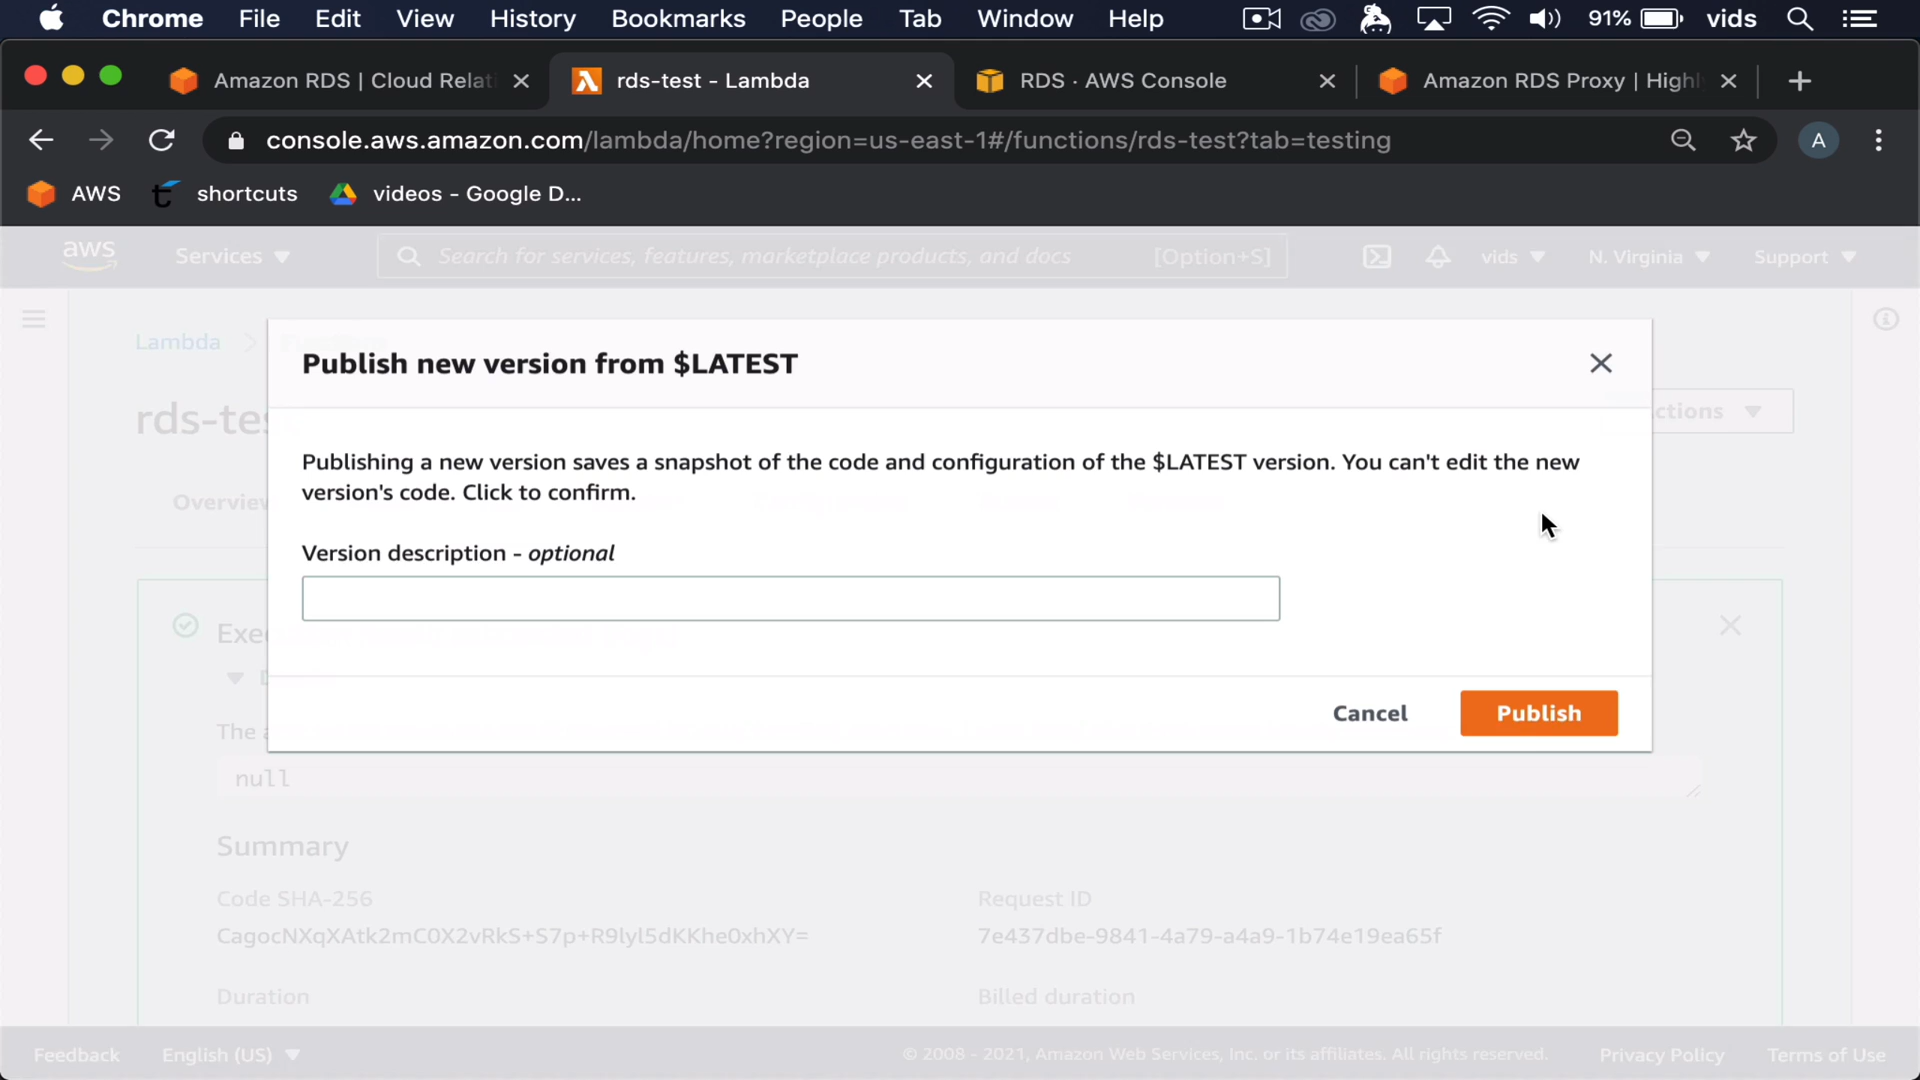 Chrome File Edit View History Bookmarks People Tab Window Help 91% vids
Amazon RDS | Cloud Relati rds-test - Lambda RDS · AWS Console Amazon RDS Proxy | Highl
console.aws.amazon.com/lambda/home?region=us-east-1#/functions/rds-test?tab=testing A
AWS shortcuts videos - Google D...
aws Services Search for services, features, marketplace products, and docs [Option+S] vids N. Virginia Support
Lambda
Publish new version from $LATEST
rds-tes ctions
Publishing a new version saves a snapshot of the code and configuration of the $LATEST version. You can't edit the new
version's code. Click to confirm.
Overview
Version description - optional
Exe
D
Cancel Publish
The a
null
Summary
Code SHA-256 Request ID
CagocNXqXAtk2mC0X2vRkS+S7p+R9lyl5dKKhe0xhXY= 7e437dbe-9841-4a79-a4a9-1b74e19ea65f
Duration Billed duration
Feedback English (US) © 2008 - 2021, Amazon Web Services, Inc. or its affiliates. All rights reserved. Privacy Policy Terms of Use